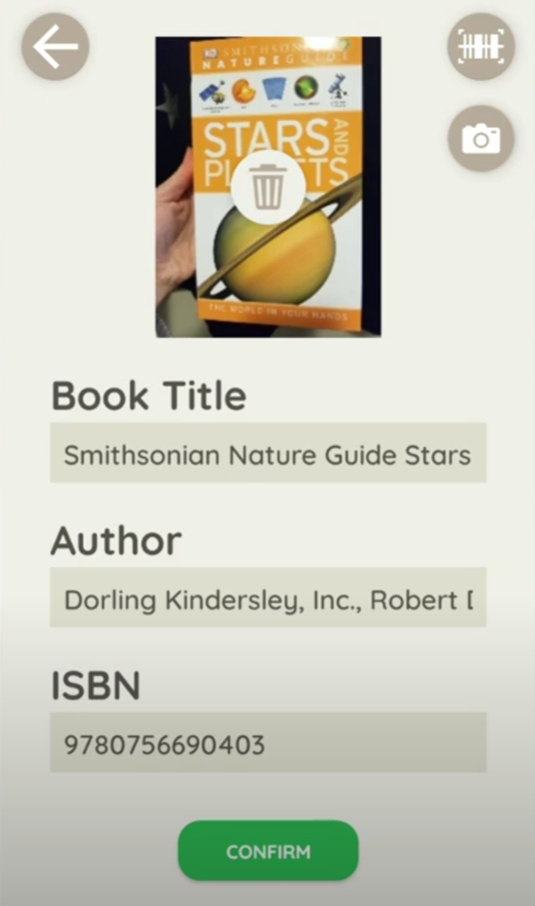 DK SMITHSONIAN
NATURE GUIDE
STARS AND
PLANETS
THE WORLD IN YOUR HANDS
Book Title
Smithsonian Nature Guide Stars
Author
Dorling Kindersley, Inc., Robert
ISBN
9780756690403
CONFIRM